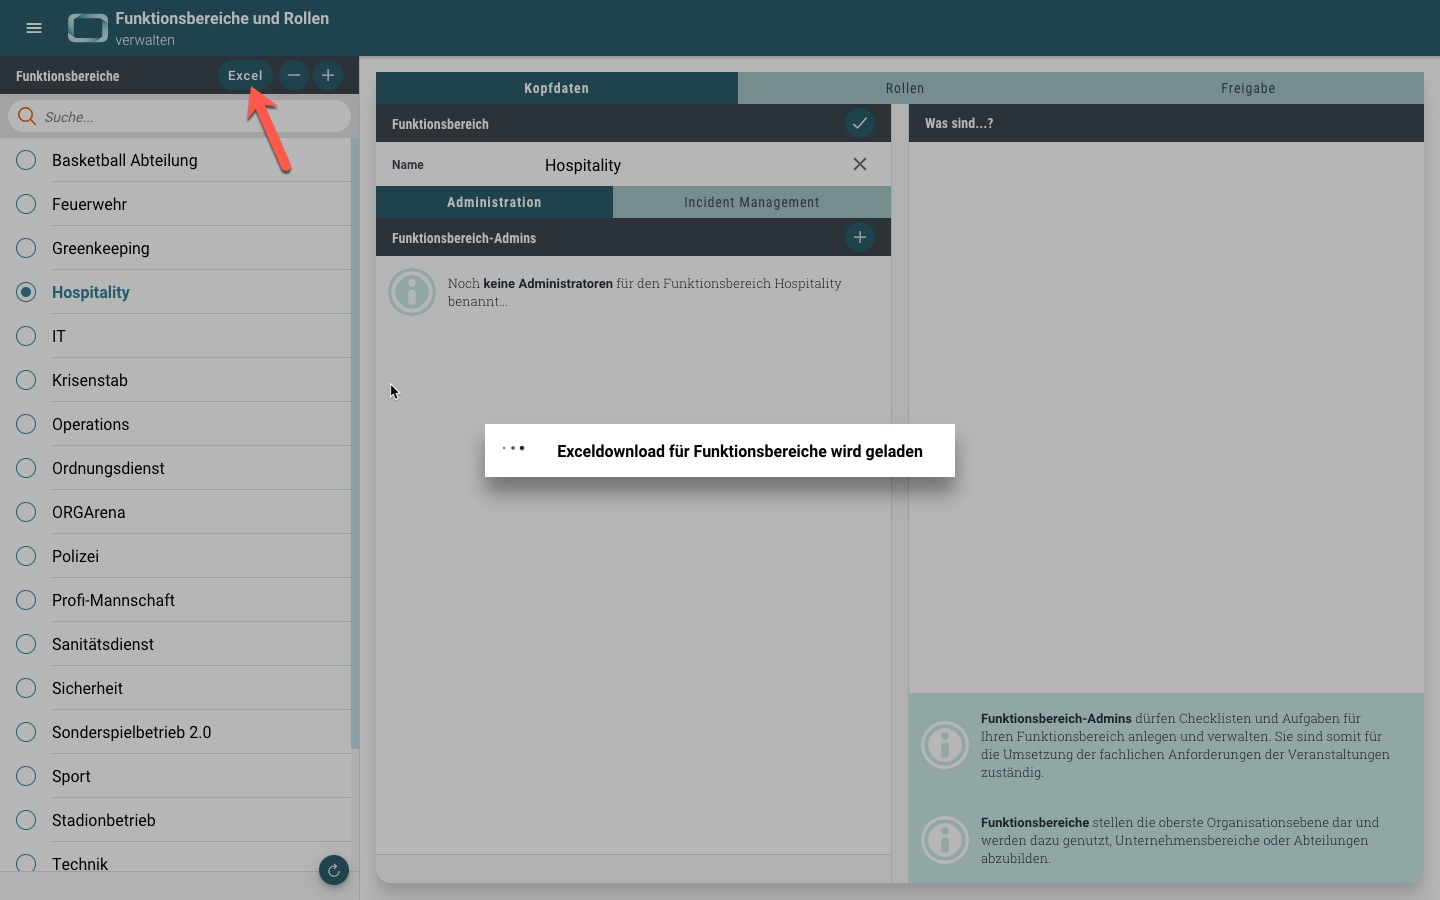 Funktionsbereiche und Rollen
verwalten
Funktionsbereiche
Excel
Suche...
Basketball Abteilung
Feuerwehr
Greenkeeping
Hospitality
IT
Krisenstab
Operations
Ordnungsdienst
ORGArena
Polizei
Profi-Mannschaft
Sanitätsdienst
Sicherheit
Sonderspielbetrieb 2.0
Sport
Stadionbetrieb
Technik
Kopfdaten
Rollen
Freigabe
Funktionsbereich
Name
Hospitality
Administration
Incident Management
Funktionsbereich-Admins
Noch keine Administratoren für den Funktionsbereich Hospitality
benannt...
Exceldownload für Funktionsbereiche wird geladen
Was sind...?
Funktionsbereich-Admins dürfen Checklisten und Aufgaben für
Ihren Funktionsbereich anlegen und verwalten. Sie sind somit für
die Umsetzung der fachlichen Anforderungen der Veranstaltungen
zuständig.
Funktionsbereiche stellen die oberste Organisationsebene dar und
werden dazu genutzt, Unternehmensbereiche oder Abteilungen
abzubilden.